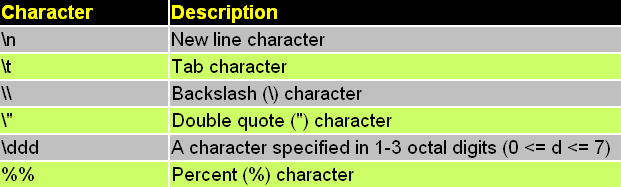 Character Description
\n New line character
\t Tab character
\\ Backslash (\) character
\" Double quote (") character
\ddd A character specified in 1-3 octal digits (0 <= d <= 7)
%% Percent (%) character